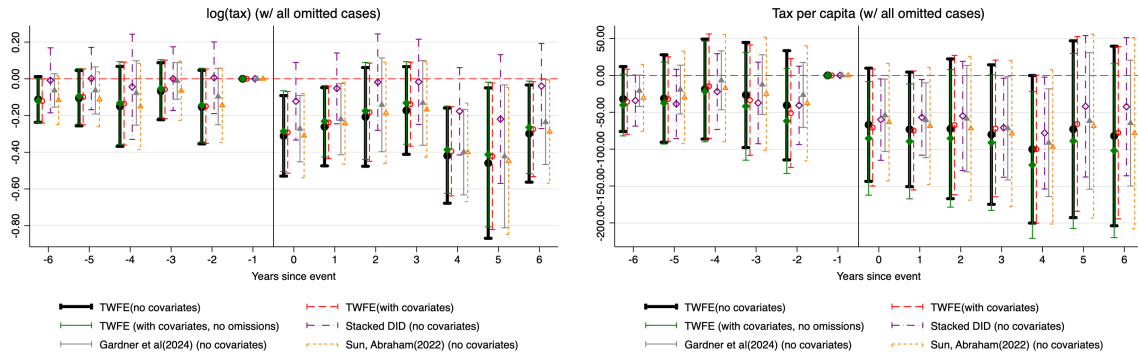 log(tax) (w/ all omitted cases)
0.20
0.00
-0.20
-0.40
-0.60
-0.80
-6 -5 -4 -3 -2 -1 0 1 2 3 4 5 6
Years since event
TWFE(no covariates) TWFE(with covariates)
TWFE (with covariates, no omissions) Stacked DID (no covariates)
Gardner et al(2024) (no covariates) Sun, Abraham(2022) (no covariates)
Tax per capita (w/ all omitted cases)
50.00
0.00
-50.00
-100.00
-150.00
-200.00
-6 -5 -4 -3 -2 -1 0 1 2 3 4 5 6
Years since event
TWFE(no covariates) TWFE(with covariates)
TWFE (with covariates, no omissions) Stacked DID (no covariates)
Gardner et al(2024) (no covariates) Sun, Abraham(2022) (no covariates)